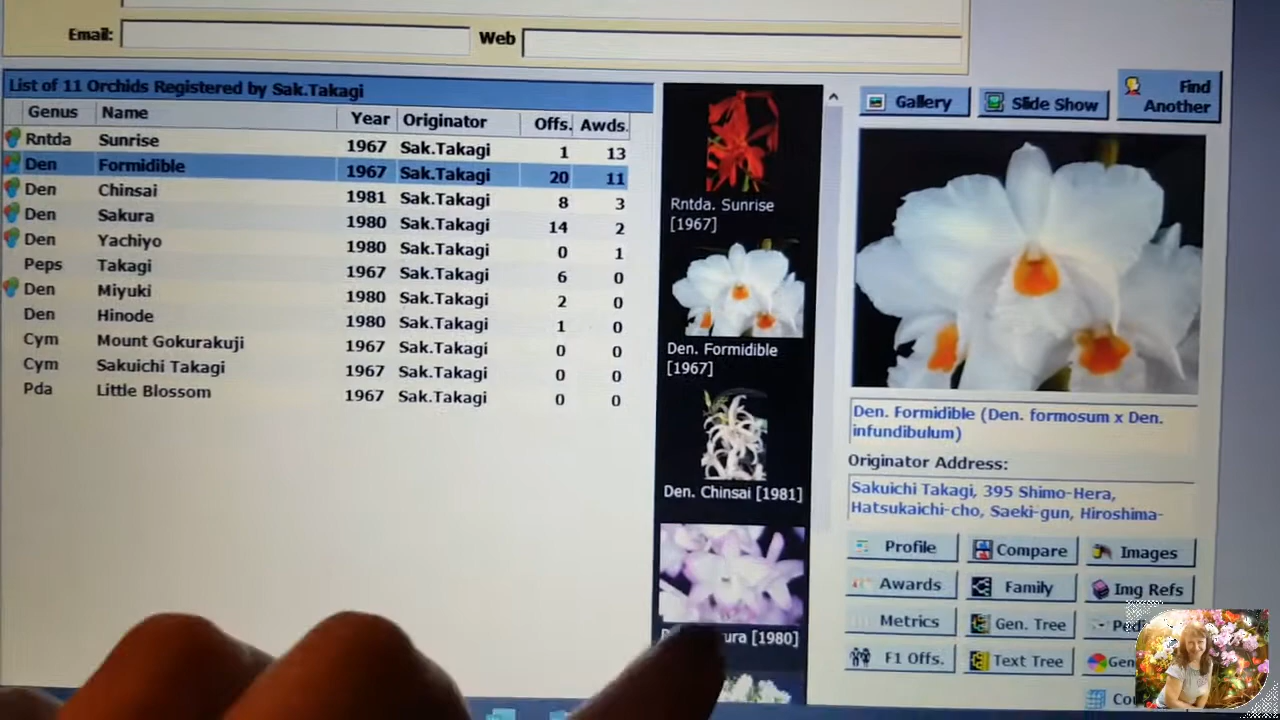 Email: Web
List of 11 Orchids Registered by Sak.Takagi
Genus Name Year Originator Offs. Awds.
Rntda Sunrise 1967 Sak.Takagi 1 13
Den Formidible 1967 Sak.Takagi 20 11
Den Chinsai 1981 Sak.Takagi 8 3
Den Sakura 1980 Sak.Takagi 14 2
Den Yachiyo 1980 Sak.Takagi 0 1
Peps Takagi 1967 Sak.Takagi 6 0
Den Miyuki 1980 Sak.Takagi 2 0
Den Hinode 1980 Sak.Takagi 1 0
Cym Mount Gokurakuji 1967 Sak.Takagi 0 0
Cym Sakuichi Takagi 1967 Sak.Takagi 0 0
Pda Little Blossom 1967 Sak.Takagi 0 0
Rntda. Sunrise
[1967]
Den. Formidible
[1967]
Den. Chinsai [1981]
[1980]
Gallery Slide Show Find
Another
Den. Formidible (Den. formosum x Den.
infundibulum)
Originator Address:
Sakuichi Takagi, 395 Shimo-Hera,
Hatsukaichi-cho, Saeki-gun, Hiroshima-
Profile Compare Images
Awards Family Img Refs
Metrics Gen. Tree
F1 Offs. Text Tree